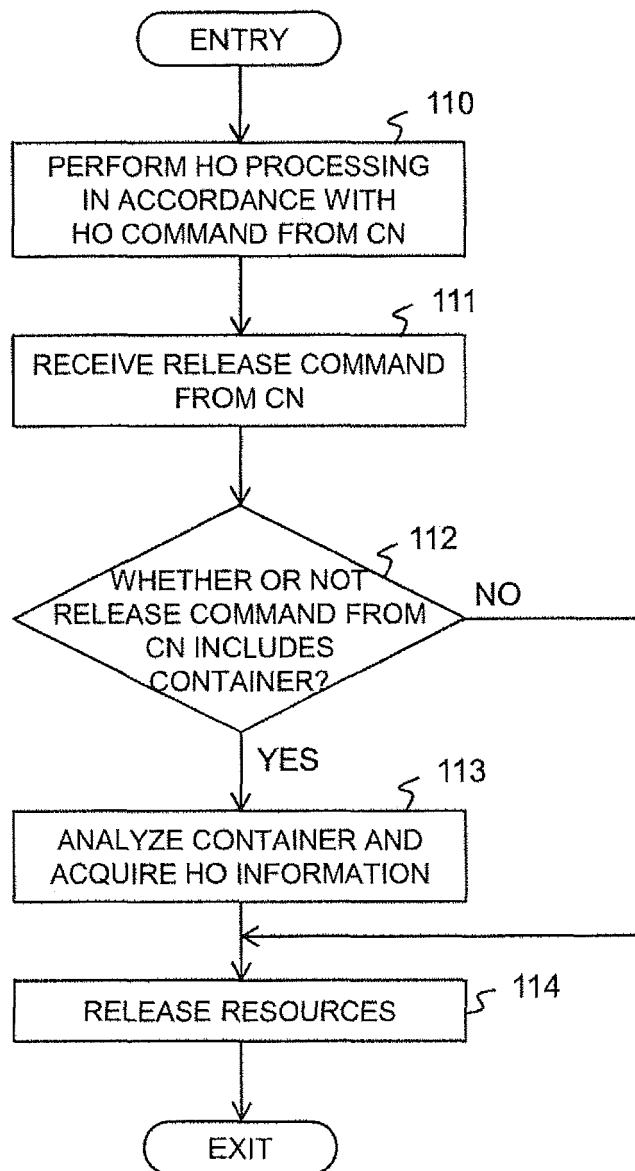 ENTRY
110
PERFORM HO PROCESSING
IN ACCORDANCE WITH
HO COMMAND FROM CN
111
RECEIVE RELEASE COMMAND
FROM CN
112
WHETHER OR NOT
RELEASE COMMAND FROM
CN INCLUDES
CONTAINER?
NO
YES
113
ANALYZE CONTAINER AND
ACQUIRE HO INFORMATION
RELEASE RESOURCES
114
EXIT